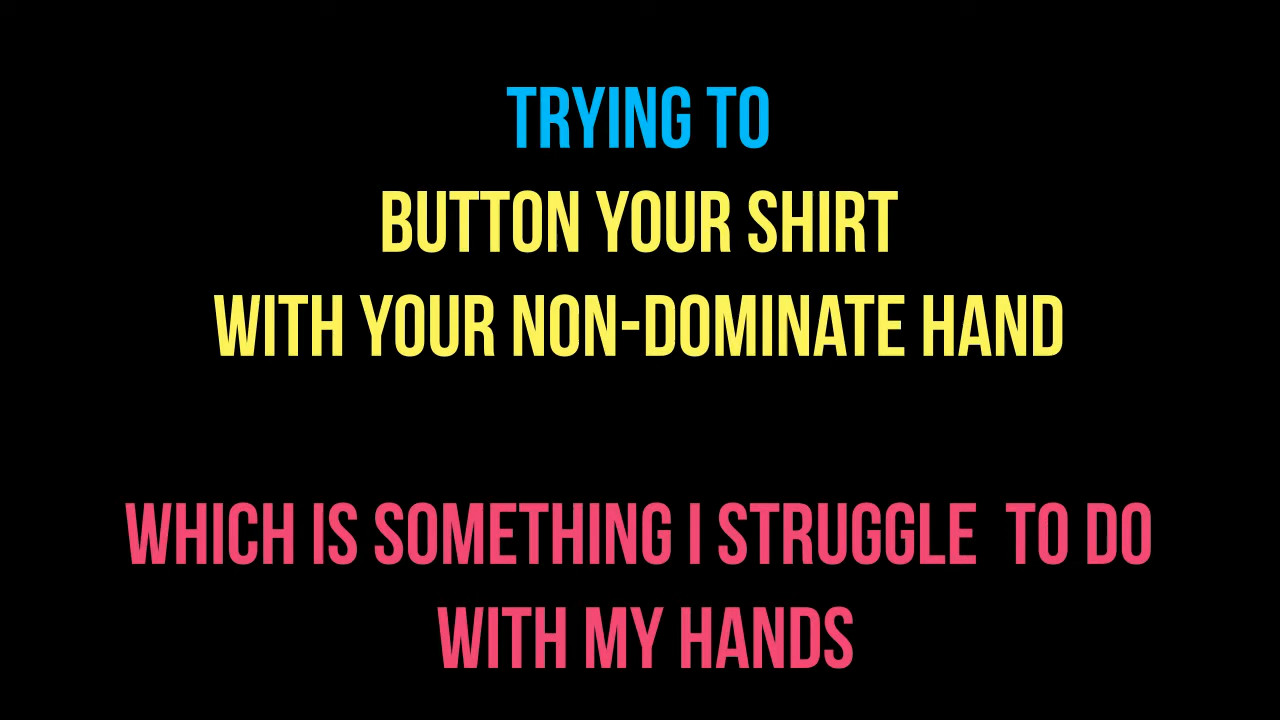 TRYING TO
BUTTON YOUR SHIRT
WITH YOUR NON-DOMINATE HAND
WHICH IS SOMETHING I STRUGGLE  TO DO
WITH MY HANDS